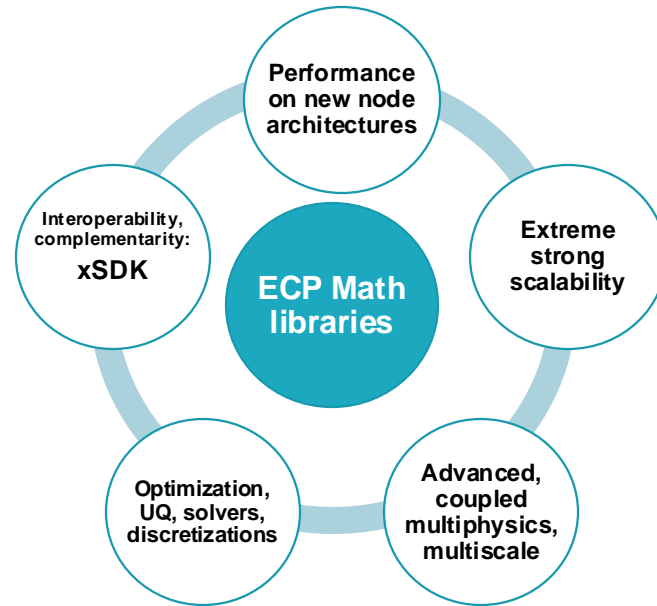 Performance
on new node
architectures
Interoperability,
complementarity:
xSDK
Extreme
strong
scalability
ECP Math
libraries
Optimization,
UQ, solvers,
discretizations
Advanced,
coupled
multiphysics,
multiscale